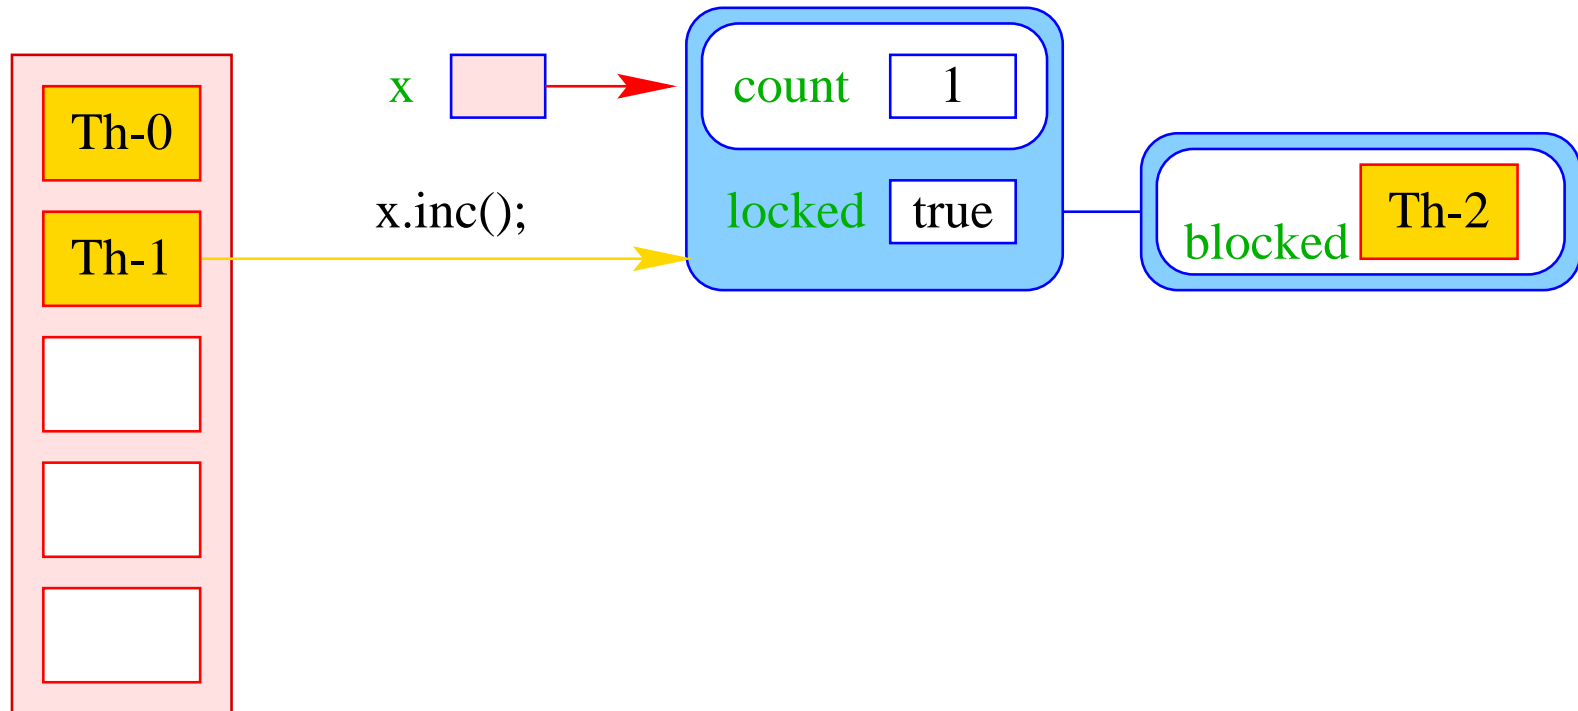 Th-0
x
count 1
Th-1
x.inc();
locked true
blocked Th-2